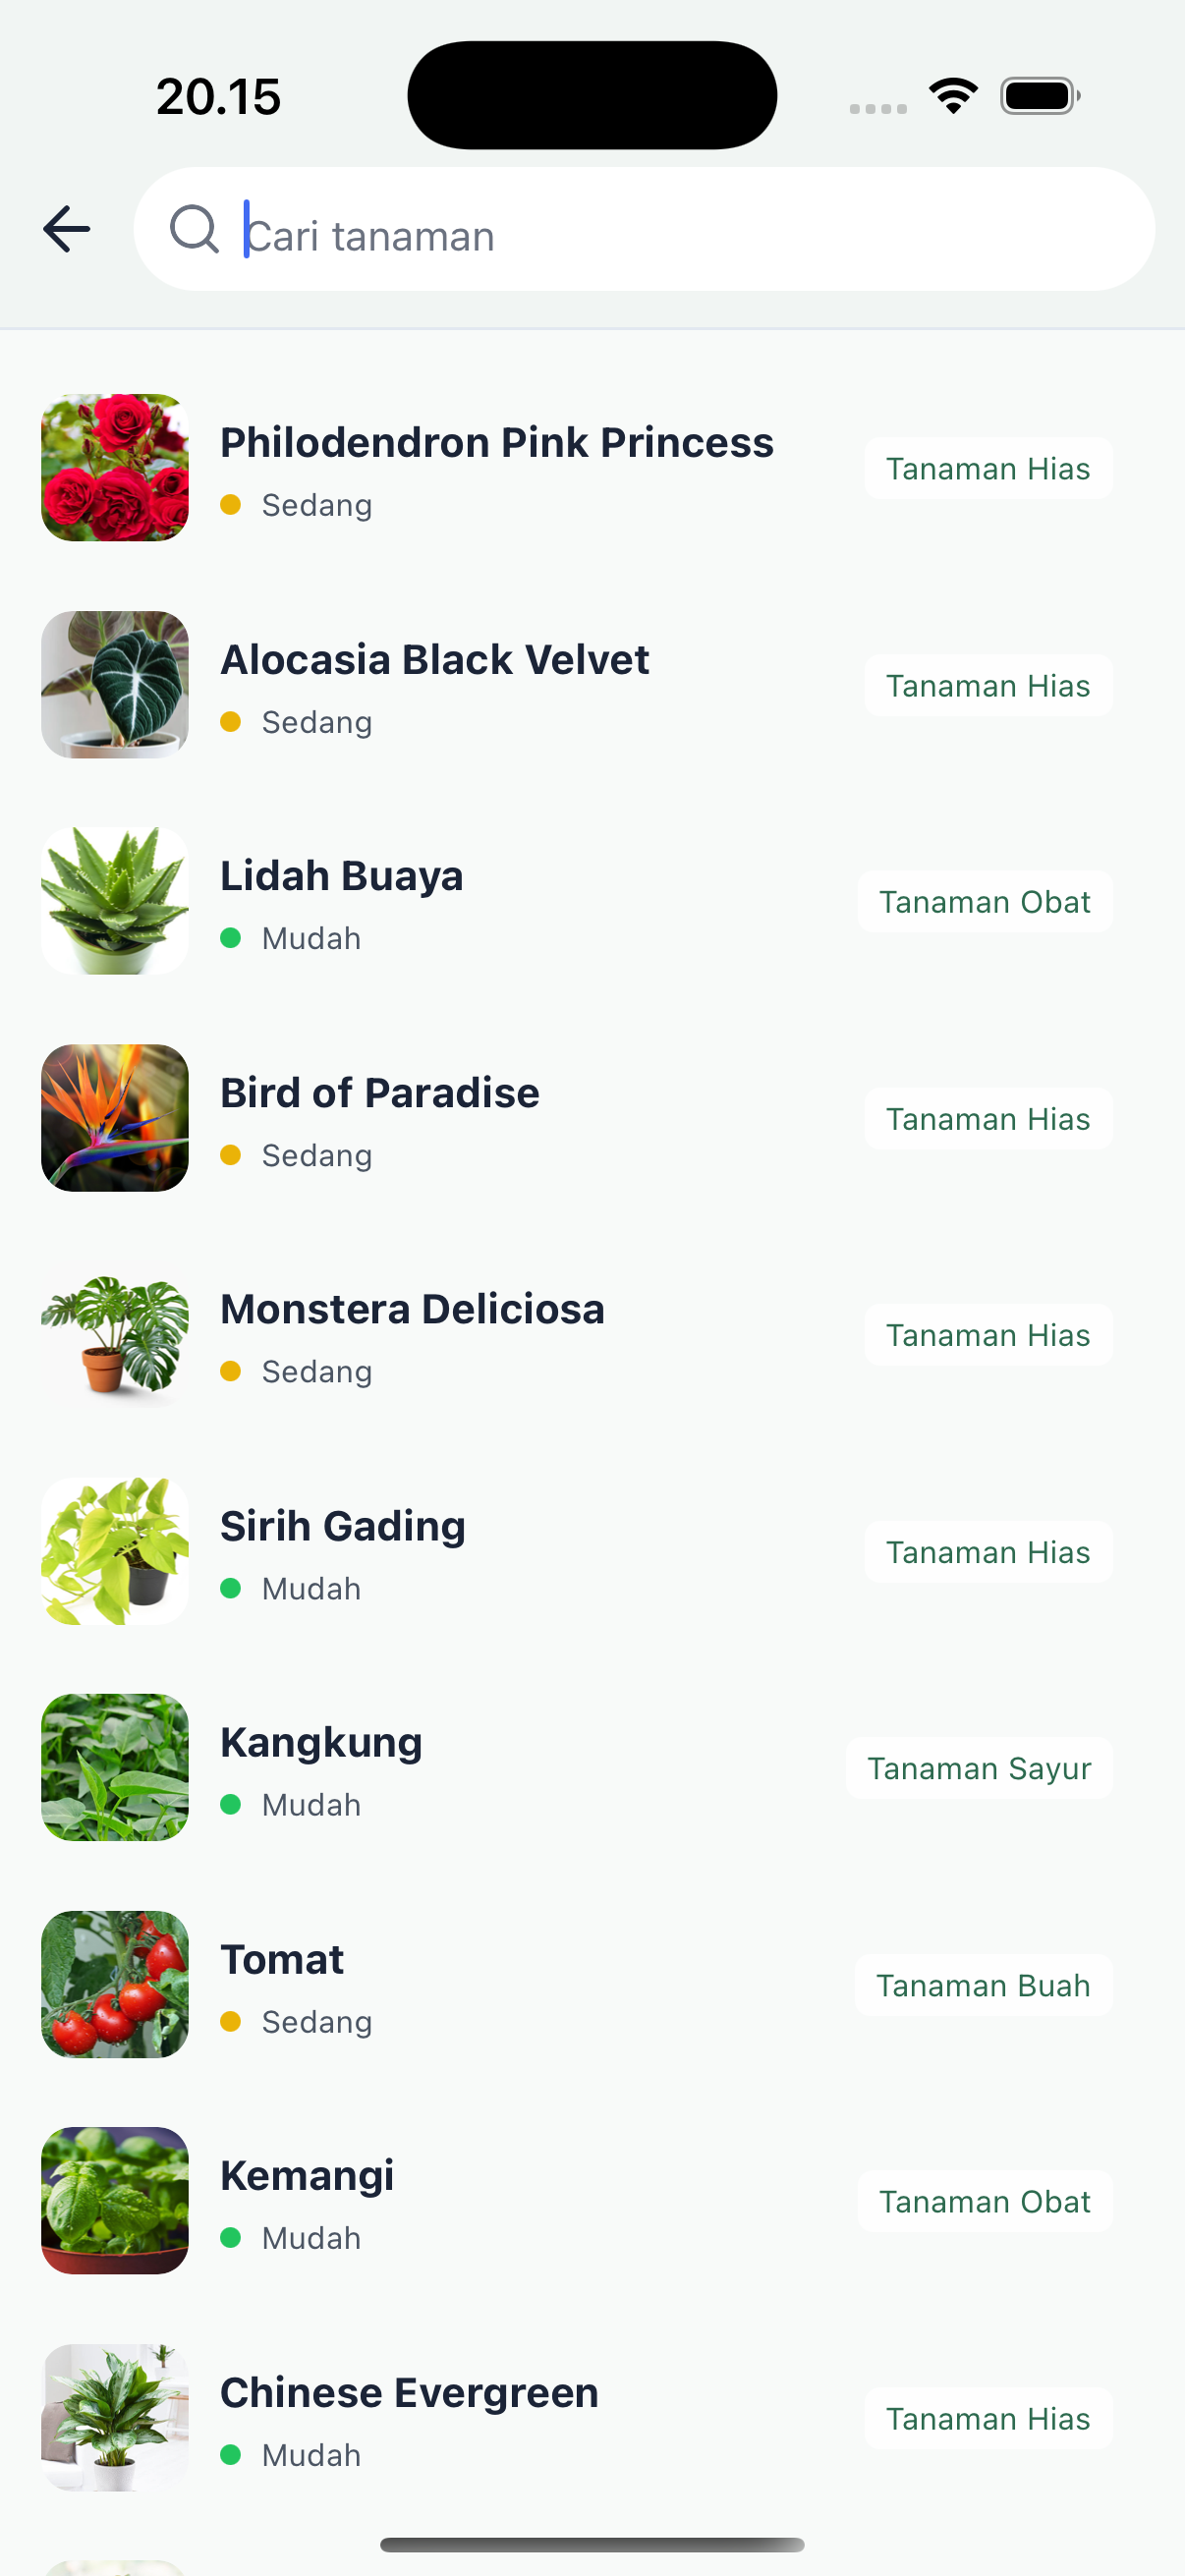 20.15
Cari tanaman
Philodendron Pink Princess
Sedang
Tanaman Hias
Alocasia Black Velvet
Sedang
Tanaman Hias
Lidah Buaya
Mudah
Tanaman Obat
Bird of Paradise
Sedang
Tanaman Hias
Monstera Deliciosa
Sedang
Tanaman Hias
Sirih Gading
Mudah
Tanaman Hias
Kangkung
Mudah
Tanaman Sayur
Tomat
Sedang
Tanaman Buah
Kemangi
Mudah
Tanaman Obat
Chinese Evergreen
Mudah
Tanaman Hias